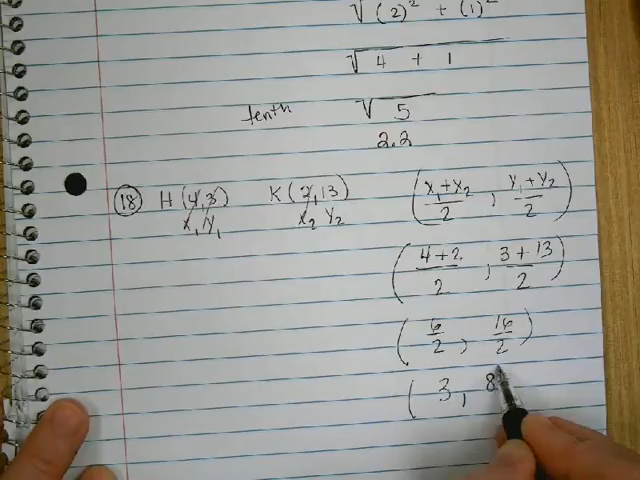 √(2)² + (1)²
√4 + 1
tenth √5
2.2
18 H(4,3) K(2,13) (x₁+x₂/2, y₁+y₂/2)
x₁ y₁ x₂ y₂
(4+2/2, 3+13/2)
(6/2, 16/2)
(3, 8